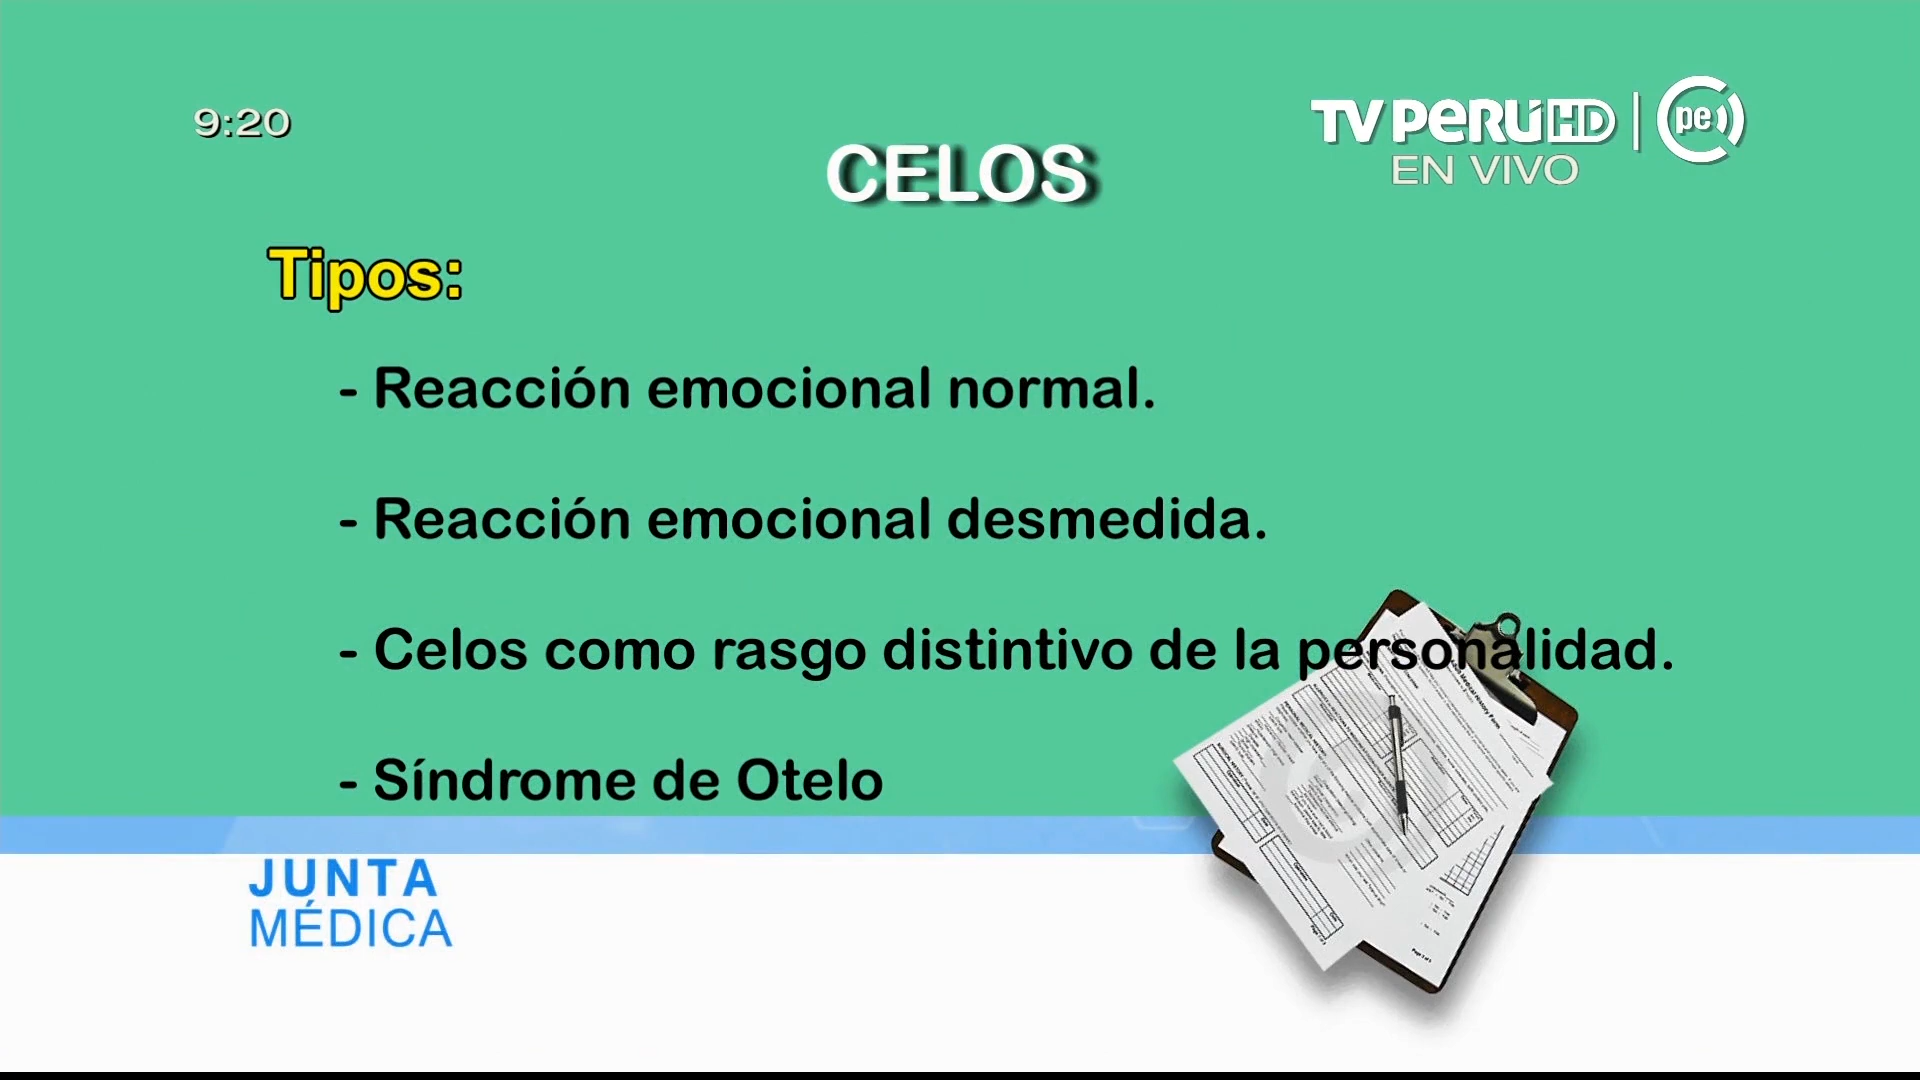 9:20
TV PERÚ HD
pe
EN VIVO
CELOS
Tipos:
- Reacción emocional normal.
- Reacción emocional desmedida.
- Celos como rasgo distintivo de la personalidad.
- Síndrome de Otelo
JUNTA
MÉDICA